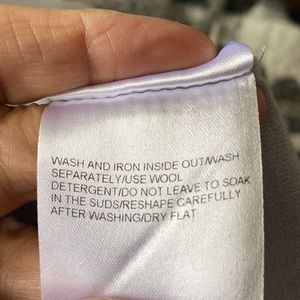 WASH AND IRON INSIDE OUT/WASH
SEPARATELY/USE WOOL
DETERGENT/DO NOT LEAVE TO SOAK
IN THE SUDS/RESHAPE CAREFULLY
AFTER WASHING/DRY FLAT